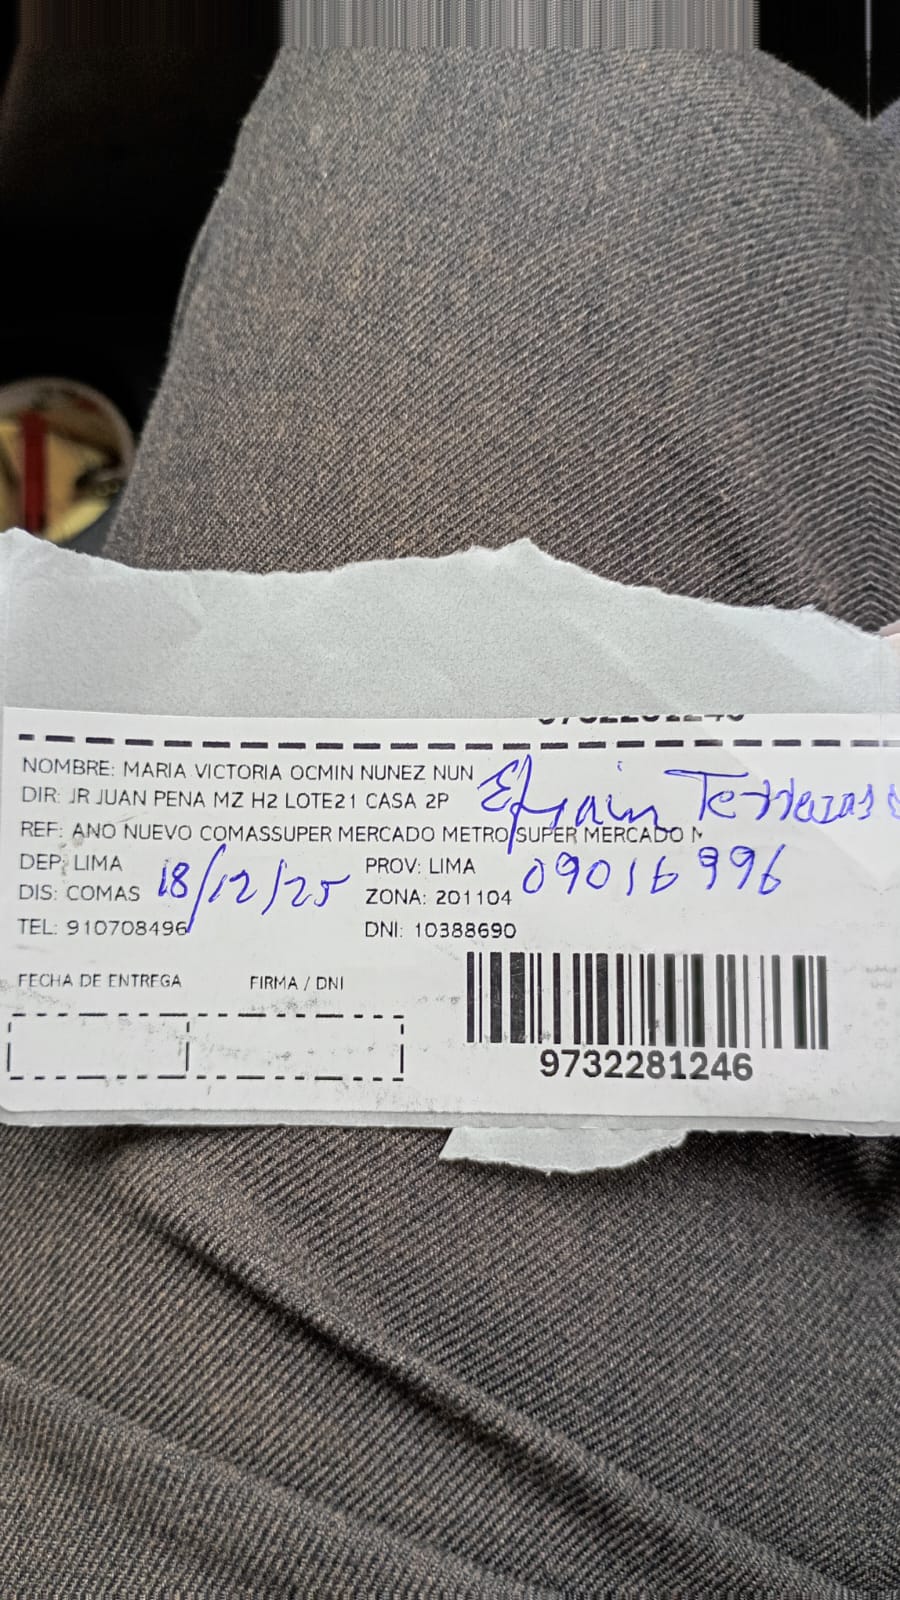 NOMBRE: MARIA VICTORIA OCMIN NUNEZ NUN
Efrain Terrazas
DIR: JR JUAN PENA MZ H2 LOTE21 CASA 2P
REF: ANO NUEVO COMASSUPER MERCADO METRO SUPER MERCADO
DEP: LIMA PROV: LIMA
18/12/25 09016996
DIS: COMAS ZONA: 201104
TEL: 910708496 DNI: 10388690
FECHA DE ENTREGA FIRMA / DNI
9732281246